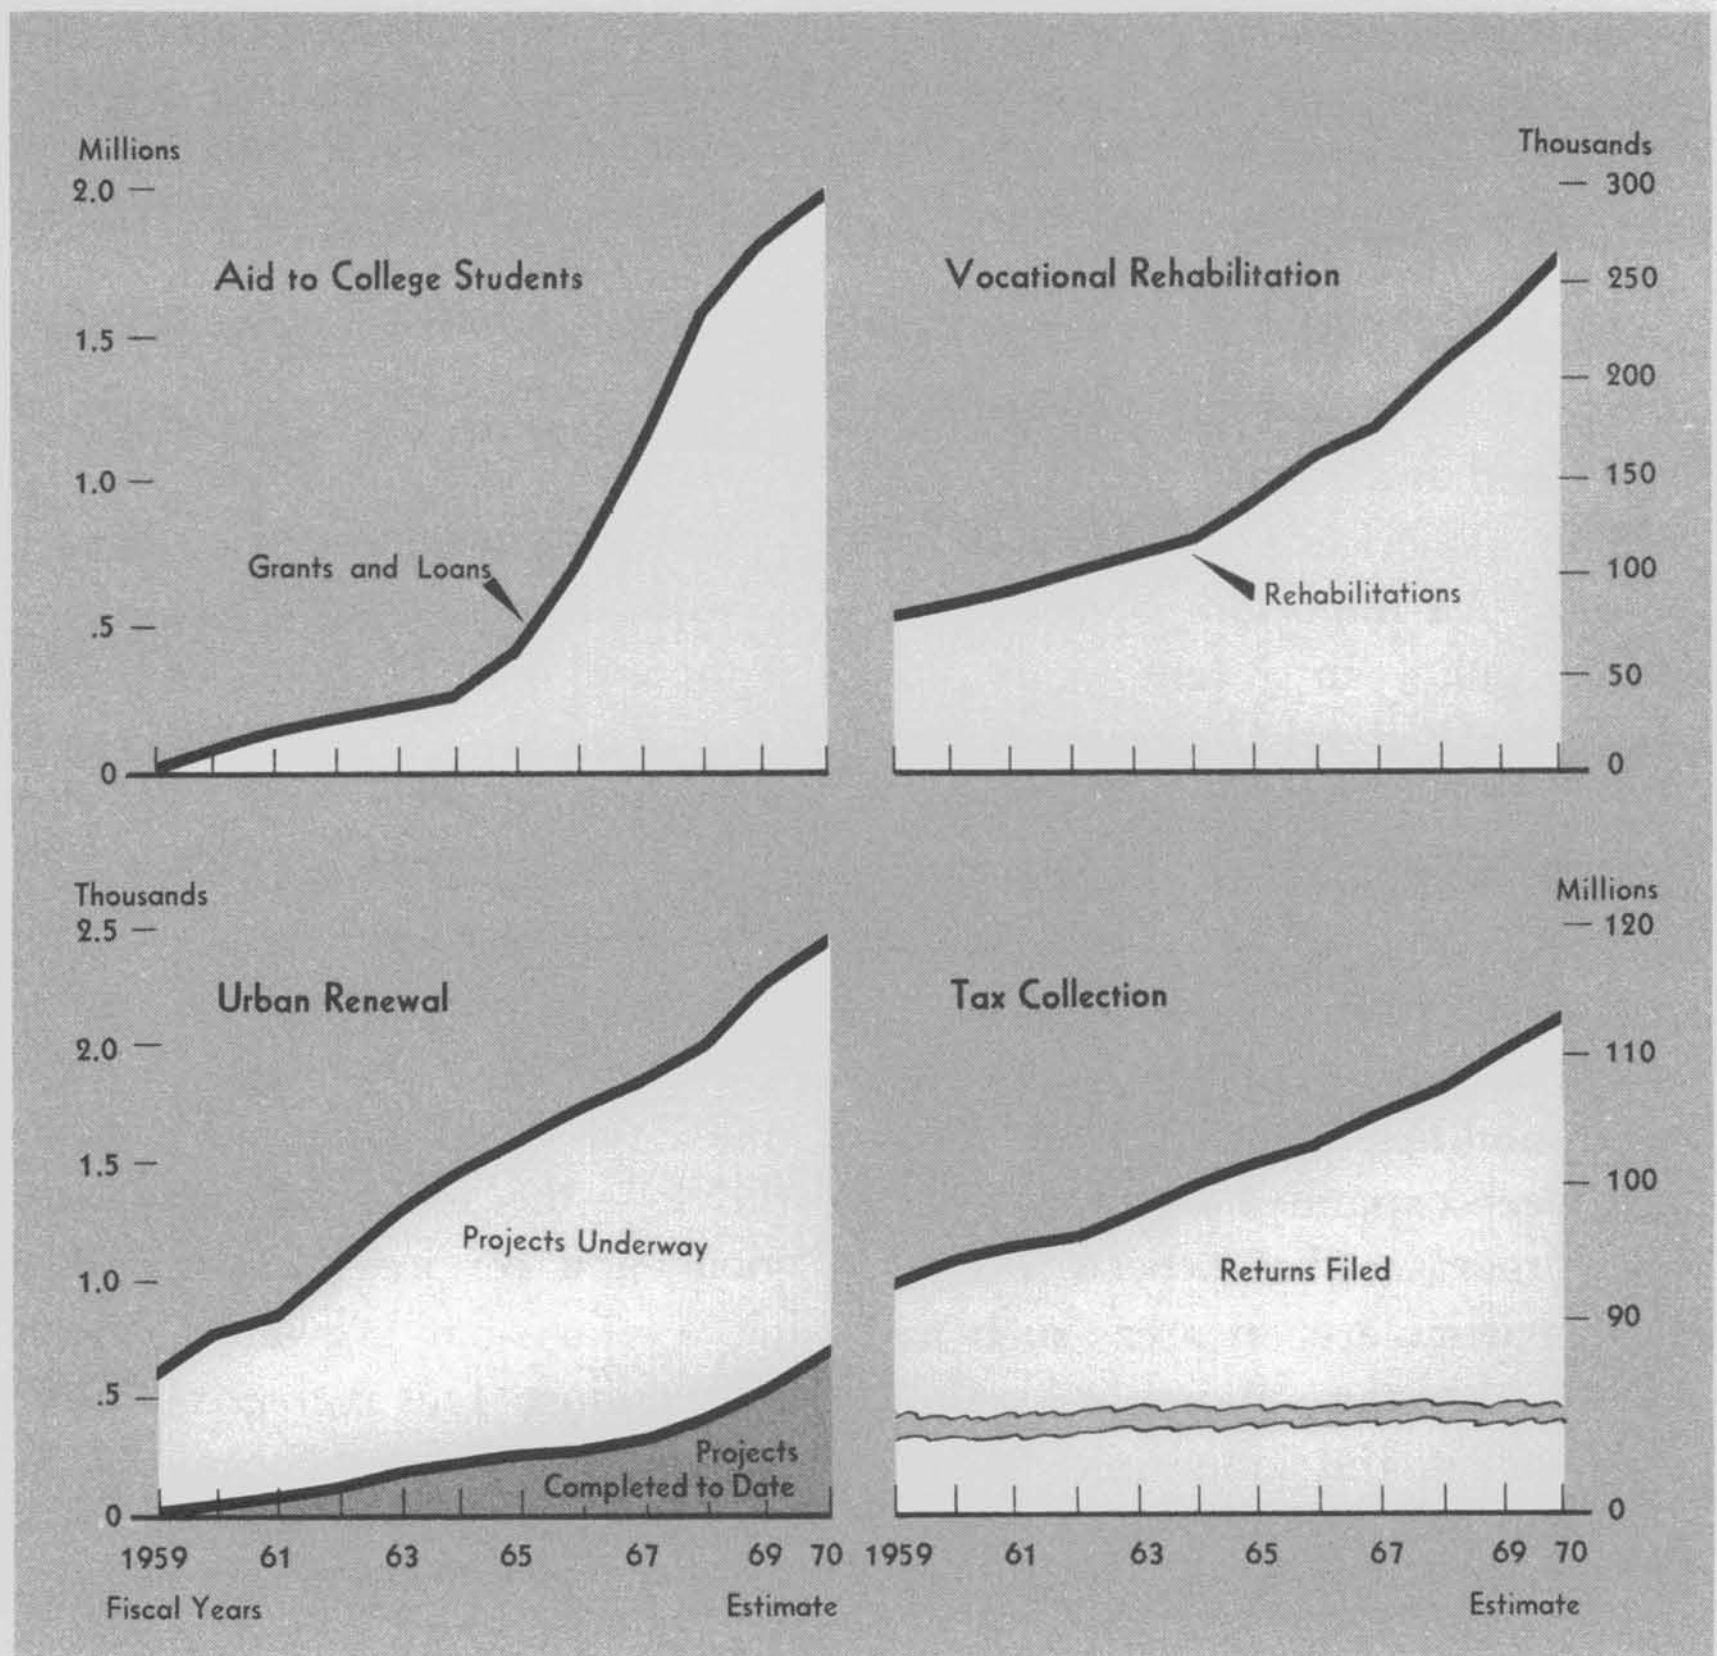 Millions
2.0
Aid to College Students
1.5
1.0
Grants and Loans
.5
0
Thousands
300
Vocational Rehabilitation
250
200
150
100
Rehabilitations
50
0
Thousands
2.5
Urban Renewal
2.0
1.5
Projects Underway
1.0
.5
Projects
Completed to Date
0
1959 61 63 65 67 69 70
Fiscal Years Estimate
Millions
120
Tax Collection
110
100
Returns Filed
90
0
1959 61 63 65 67 69 70
Estimate